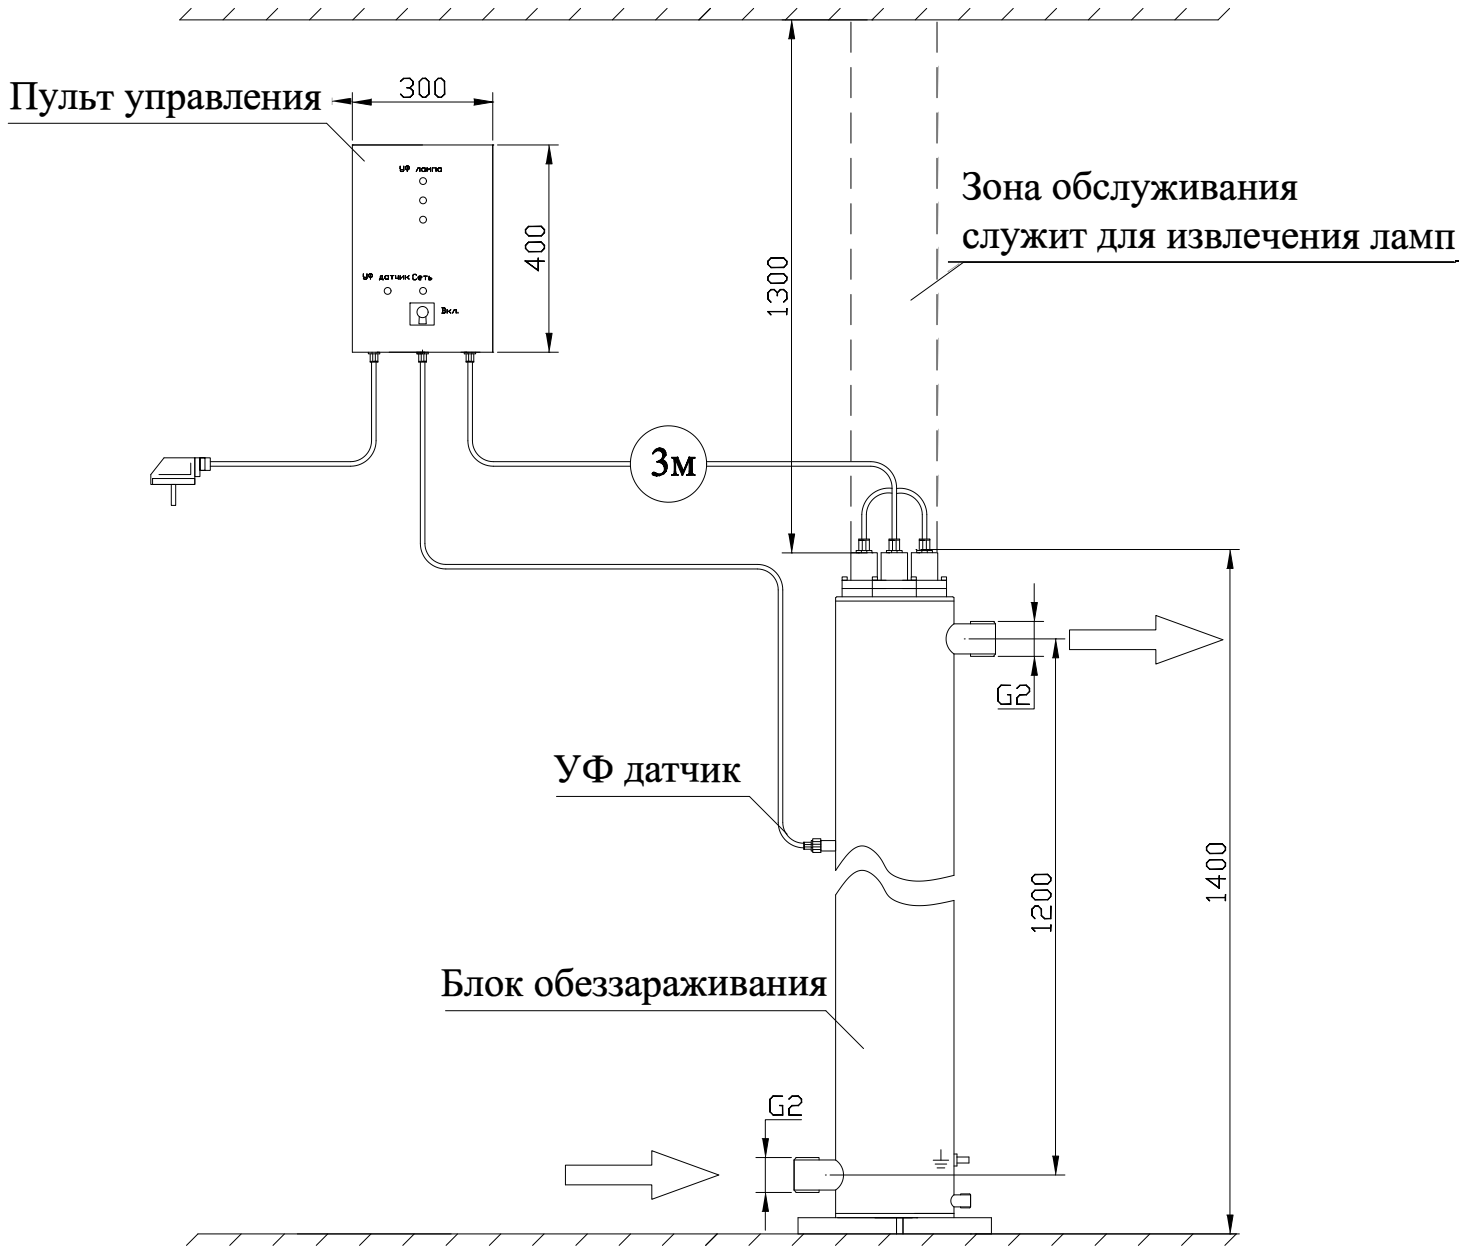 300
Пульт управления
УФ лампа
Зона обслуживания
служит для извлечения ламп
400
1300
УФ датчик Сеть
Вкл.
3м
G2
УФ датчик
1400
1200
Блок обеззараживания
G2